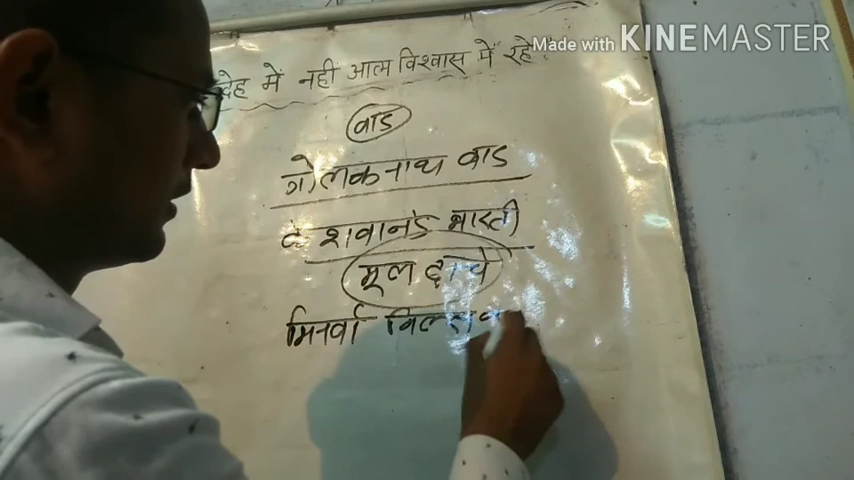 Made with KINEMASTER
देह में नही आत्म विश्वास में रहे
वाड
गोलकनाथ वाड
केशवानंद भारती
मूल ढाचे
मिनर्वा